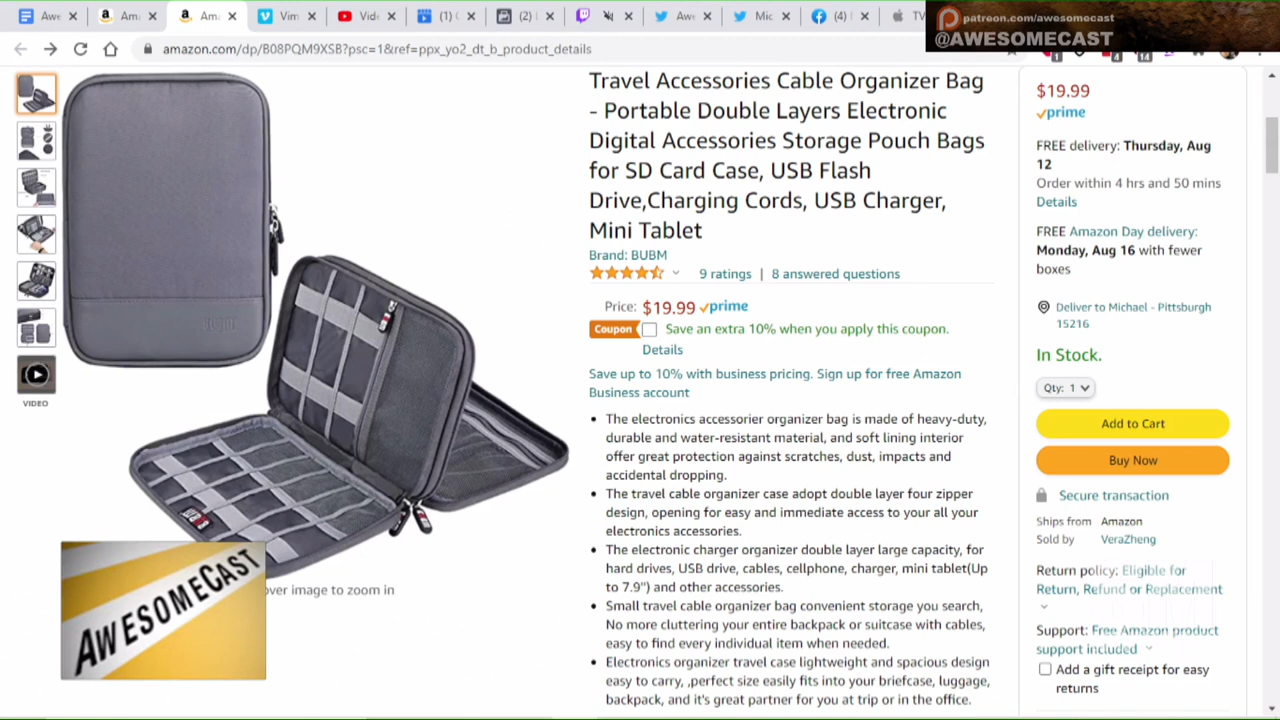 Awe
Ama
Ama
Vim
Vide
(1) (
(2)
Awe
Mic
(4)
TV
patreon.com/awesomecast
@AWESOMECAST
amazon.com/dp/B08PQM9XSB?psc=1&ref=ppx_yo2_dt_b_product_details
1
4
14
VIDEO
over image to zoom in
AWESOMECAST
Travel Accessories Cable Organizer Bag
- Portable Double Layers Electronic
Digital Accessories Storage Pouch Bags
for SD Card Case, USB Flash
Drive,Charging Cords, USB Charger,
Mini Tablet
Brand: BUBM
9 ratings | 8 answered questions
Price: $19.99 prime
Coupon Save an extra 10% when you apply this coupon.
Details
Save up to 10% with business pricing. Sign up for free Amazon
Business account
• The electronics accessorier organizer bag is made of heavy-duty,
durable and water-resistant material, and soft lining interior
offer great protection against scratches, dust, impacts and
accidental dropping.
• The travel cable organizer case adopt double layer four zipper
design, opening for easy and immediate access to your all your
electronics accessories.
• The electronic charger organizer double layer large capacity, for
hard drives, USB drive, cables, cellphone, charger, mini tablet(Up
to 7.9") and other accessories.
• Small travel cable organizer bag convenient storage you search,
No more cluttering your entire backpack or suitcase with cables,
easy to find every individual item when needed.
• Electronics organizer travel case lightweight and spacious design
easy to carry, ,perfect size easily fits into your briefcase, luggage,
backpack, and it's great partner for you at trip or in the office.
$19.99
prime
FREE delivery: Thursday, Aug
12
Order within 4 hrs and 50 mins
Details
FREE Amazon Day delivery:
Monday, Aug 16 with fewer
boxes
Deliver to Michael - Pittsburgh
15216
In Stock.
Qty: 1
Add to Cart
Buy Now
Secure transaction
Ships from Amazon
Sold by VeraZheng
Return policy: Eligible for
Return, Refund or Replacement
Support: Free Amazon product
support included
Add a gift receipt for easy
returns